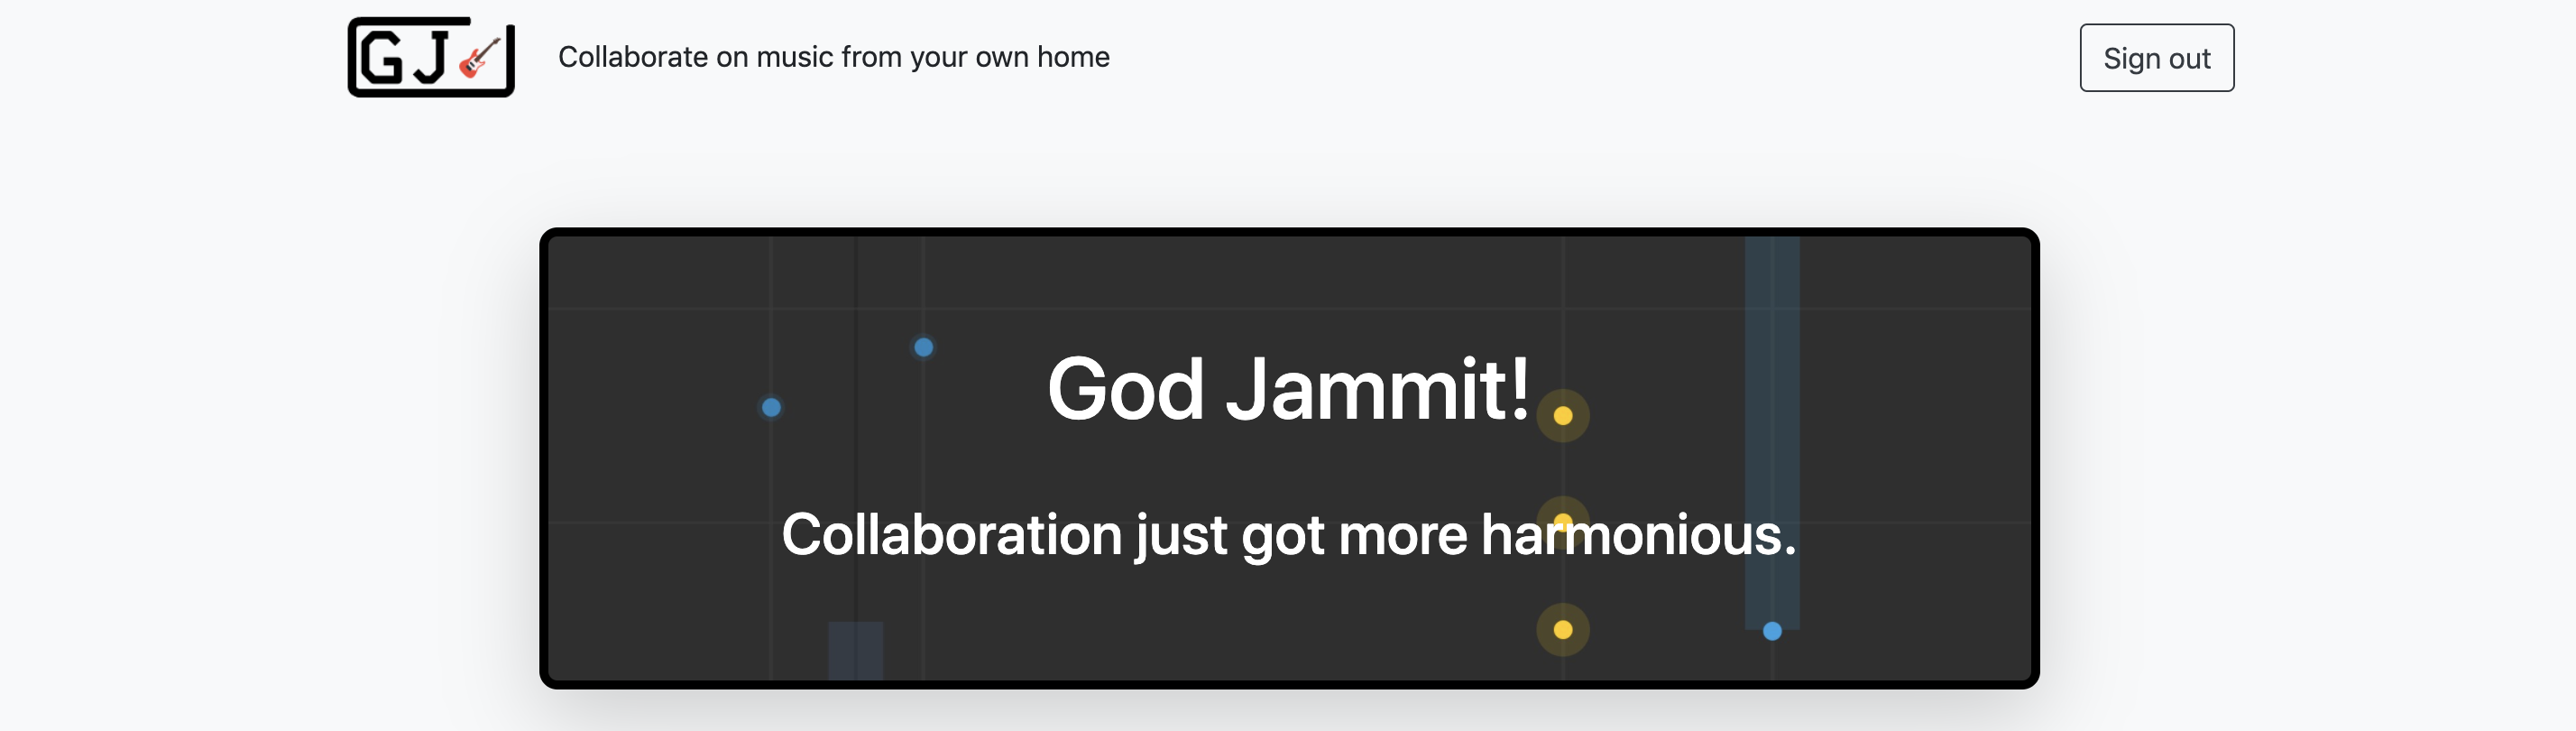 GJ
Collaborate on music from your own home
Sign out
God Jammit!
Collaboration just got more harmonious.